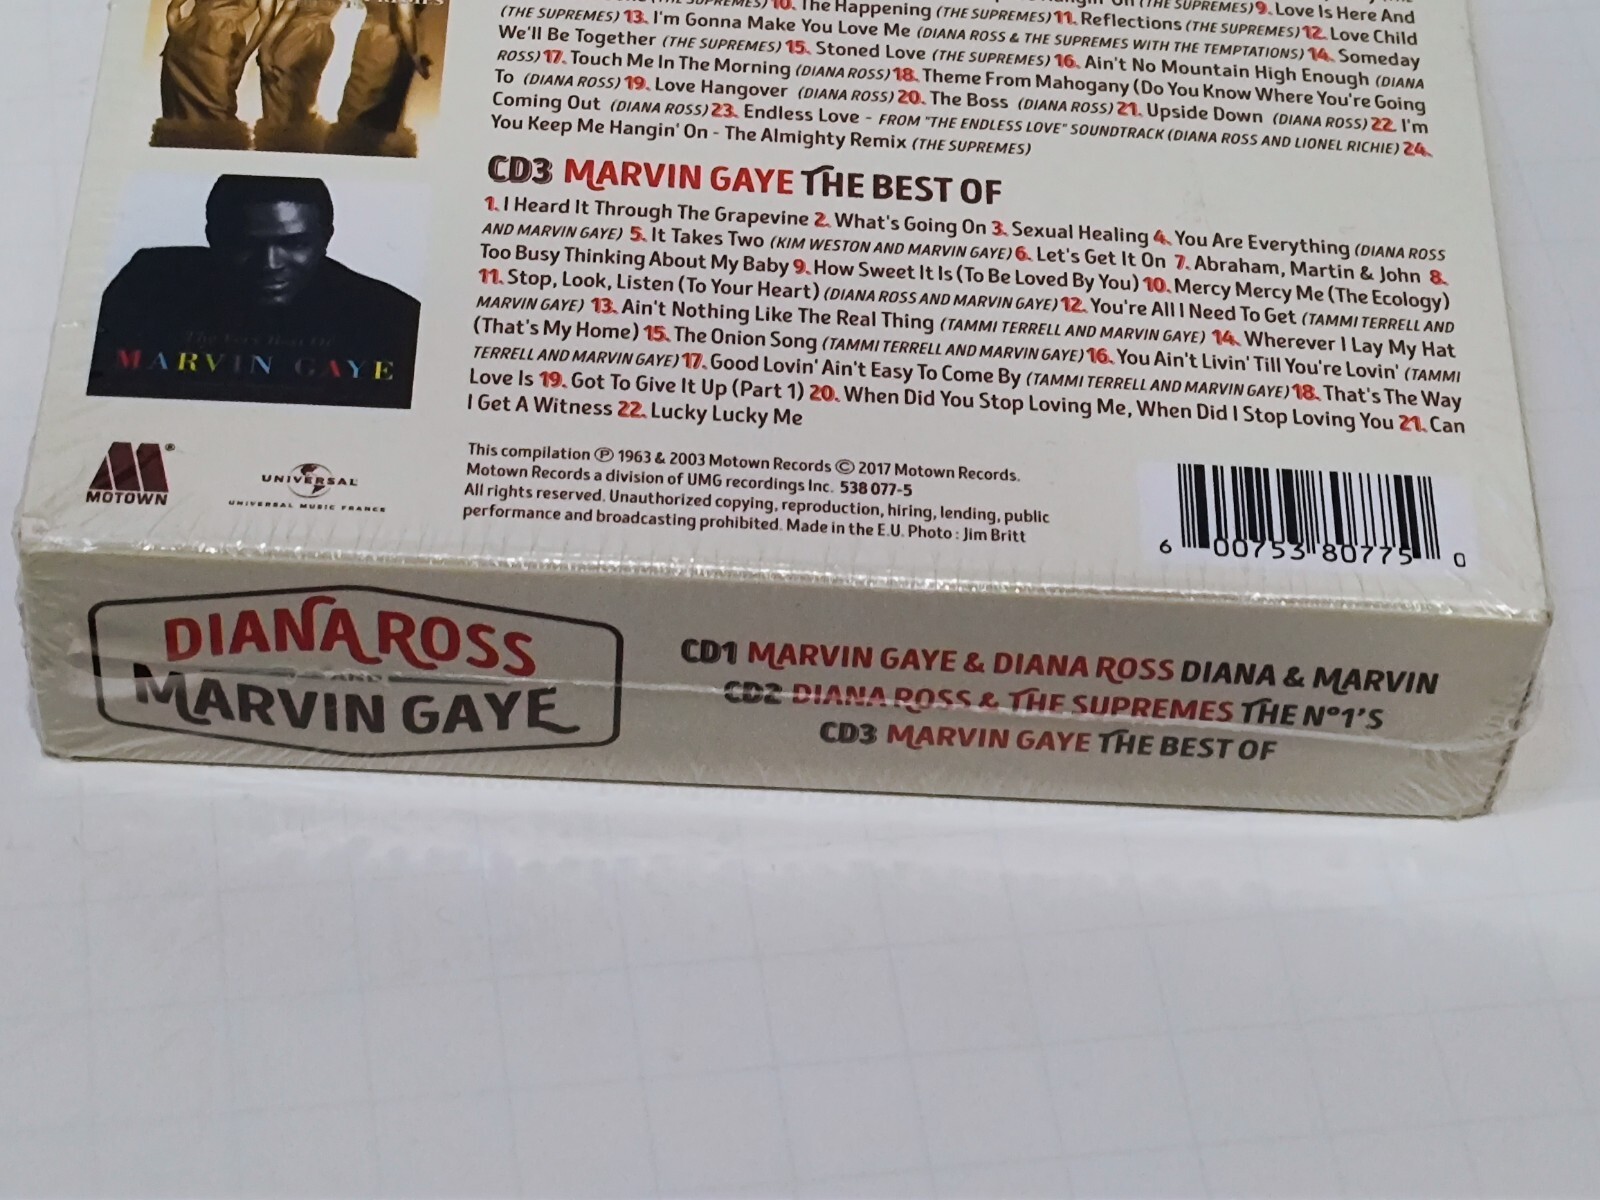 (THE SUPREMES) 10. The Happening (THE SUPREMES) 11. Reflections (THE SUPREMES) 12. Love Child
(THE SUPREMES) 9. Love Is Here And
(THE SUPREMES) 13. I'm Gonna Make You Love Me (DIANA ROSS & THE SUPREMES WITH THE TEMPTATIONS) 14. Someday
We'll Be Together (THE SUPREMES) 15. Stoned Love (THE SUPREMES) 16. Ain't No Mountain High Enough (DIANA
ROSS) 17. Touch Me In The Morning (DIANA ROSS) 18. Theme From Mahogany (Do You Know Where You're Going
To (DIANA ROSS) 19. Love Hangover (DIANA ROSS) 20. The Boss (DIANA ROSS) 21. Upside Down (DIANA ROSS) 22. I'm
Coming Out (DIANA ROSS) 23. Endless Love - FROM "THE ENDLESS LOVE" SOUNDTRACK (DIANA ROSS AND LIONEL RICHIE) 24.
You Keep Me Hangin' On - The Almighty Remix (THE SUPREMES)
CD3 MARVIN GAYE THE BEST OF
1. I Heard It Through The Grapevine 2. What's Going On 3. Sexual Healing 4. You Are Everything (DIANA ROSS
AND MARVIN GAYE) 5. It Takes Two (KIM WESTON AND MARVIN GAYE) 6. Let's Get It On 7. Abraham, Martin & John 8.
Too Busy Thinking About My Baby 9. How Sweet It Is (To Be Loved By You) 10. Mercy Mercy Me (The Ecology)
11. Stop, Look, Listen (To Your Heart) (DIANA ROSS AND MARVIN GAYE) 12. You're All I Need To Get (TAMMI TERRELL AND
MARVIN GAYE) 13. Ain't Nothing Like The Real Thing (TAMMI TERRELL AND MARVIN GAYE) 14. Wherever I Lay My Hat
(That's My Home) 15. The Onion Song (TAMMI TERRELL AND MARVIN GAYE) 16. You Ain't Livin' Till You're Lovin' (TAMMI
TERRELL AND MARVIN GAYE) 17. Good Lovin' Ain't Easy To Come By (TAMMI TERRELL AND MARVIN GAYE) 18. That's The Way
Love Is 19. Got To Give It Up (Part 1) 20. When Did You Stop Loving Me, When Did I Stop Loving You 21. Can
I Get A Witness 22. Lucky Lucky Me
The Very Best Of
MARVIN GAYE
MOTOWN ®
UNIVERSAL
UNIVERSAL MUSIC FRANCE
This compilation ℗ 1963 & 2003 Motown Records © 2017 Motown Records.
Motown Records a division of UMG recordings Inc. 538 077-5
All rights reserved. Unauthorized copying, reproduction, hiring, lending, public
performance and broadcasting prohibited. Made in the E.U. Photo : Jim Britt
6 00753 80775 0
DIANA ROSS
AND
MARVIN GAYE
CD1 MARVIN GAYE & DIANA ROSS DIANA & MARVIN
CD2 DIANA ROSS & THE SUPREMES THE N°1'S
CD3 MARVIN GAYE THE BEST OF